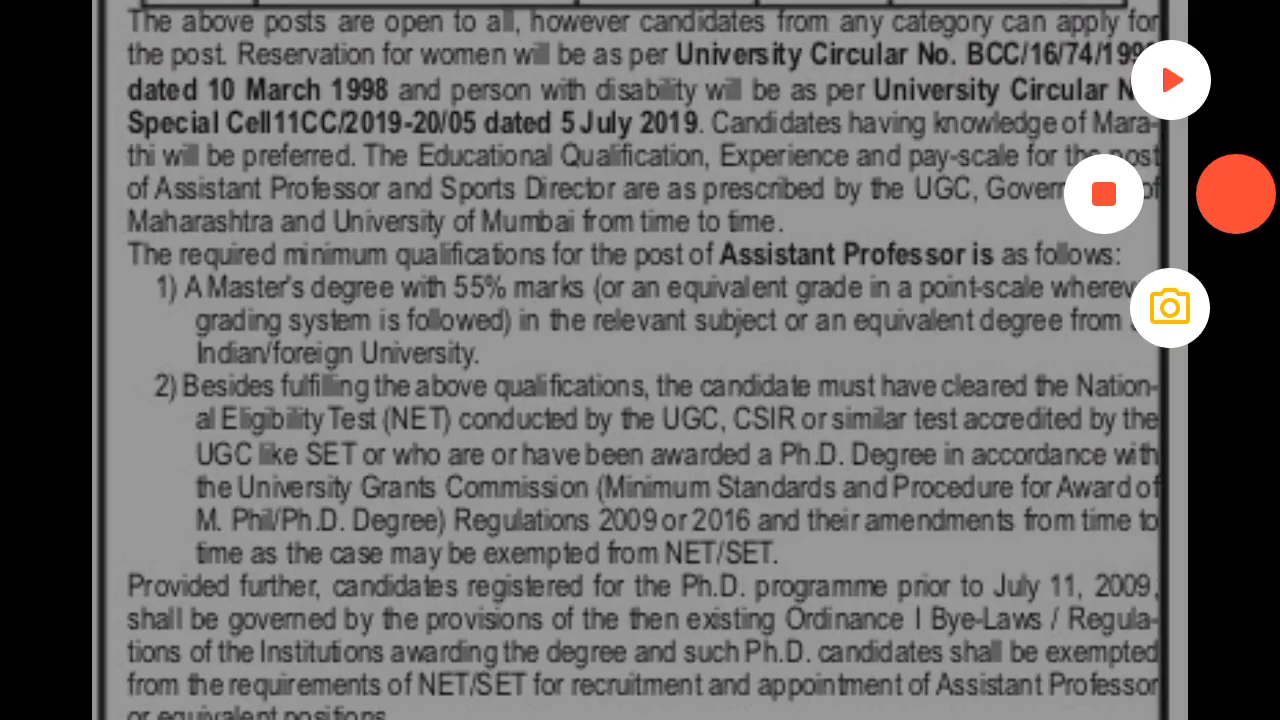 The above posts are open to all, however candidates from any category can apply for
the post. Reservation for women will be as per University Circular No. BCC/16/74/1998
dated 10 March 1998 and person with disability will be as per University Circular
Special Cell11CC/2019-20/05 dated 5 July 2019. Candidates having knowledge of Mara-
thi will be preferred. The Educational Qualification, Experience and pay-scale for the post
of Assistant Professor and Sports Director are as prescribed by the UGC, of
Maharashtra and University of Mumbai from time to time.
The required minimum qualifications for the post of Assistant Professor is as follows:
1) A Master's degree with 55% marks (or an equivalent grade in a point-scale
grading system is followed) in the relevant subject or an equivalent degree from
Indian/foreign University.
2) Besides fulfilling the above qualifications, the candidate must have cleared the Nation-
al Eligibility Test (NET) conducted by the UGC, CSIR or similar test accredited by the
UGC like SET or who are or have been awarded a Ph.D. Degree in accordance with
the University Grants Commission (Minimum Standards and Procedure for Award of
M. Phil/Ph.D. Degree) Regulations 2009 or 2016 and their amendments from time to
time as the case may be exempted from NET/SET.
Provided further, candidates registered for the Ph.D. programme prior to July 11, 2009,
shall be governed by the provisions of the then existing Ordinance I Bye-Laws / Regula-
tions of the Institutions awarding the degree and such Ph.D. candidates shall be exempted
from the requirements of NET/SET for recruitment and appointment of Assistant Professor
or equivalent positions.